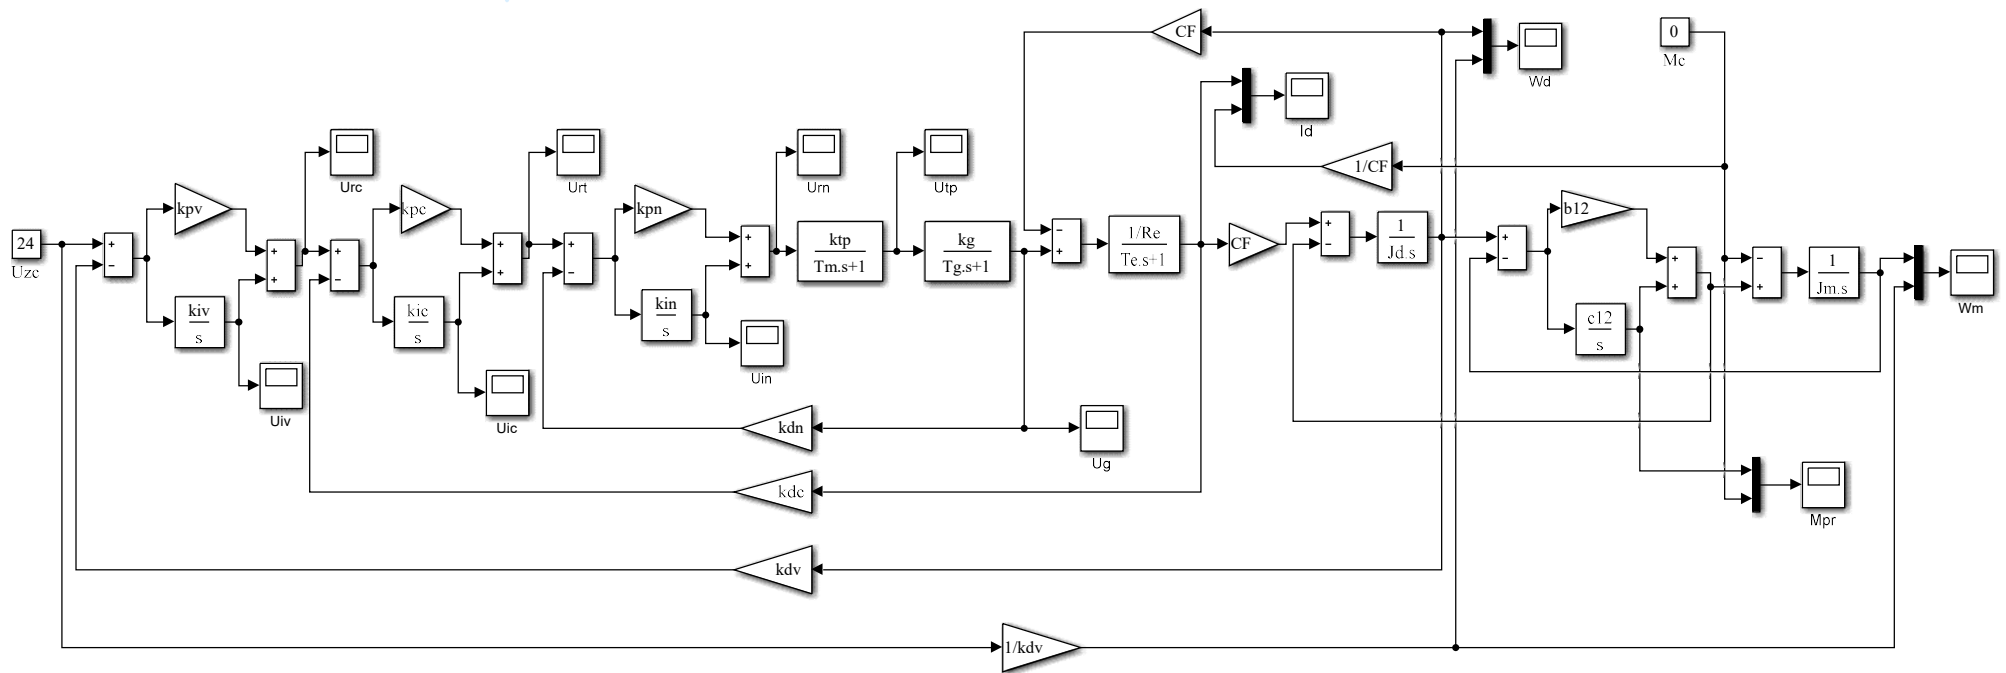 CF
0
Mc
Wd
Id
1/CF
Urc
Urt
Urn
Utp
kpv
kpc
kpn
b12
24
Uzc
+
−
+
+
+
−
+
+
+
−
+
+
ktp
Tm.s+1
kg
Tg.s+1
−
+
1/Re
Te.s+1
CF
+
−
1
Jd.s
+
−
+
+
−
+
1
Jm.s
Wm
kiv
s
kic
s
kin
s
c12
s
Uin
Uiv
Uic
kdn
Ug
kdc
Mpr
kdv
1/kdv